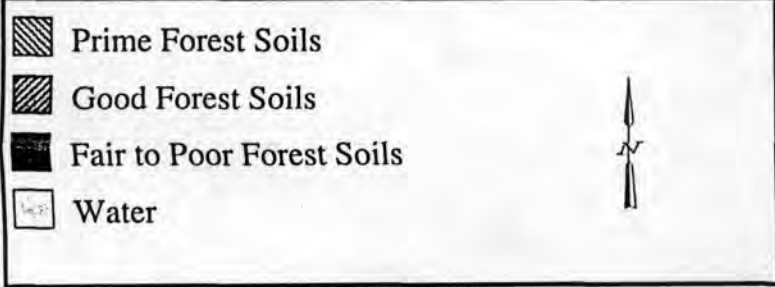 Prime Forest Soils
Good Forest Soils
Fair to Poor Forest Soils
Water
N